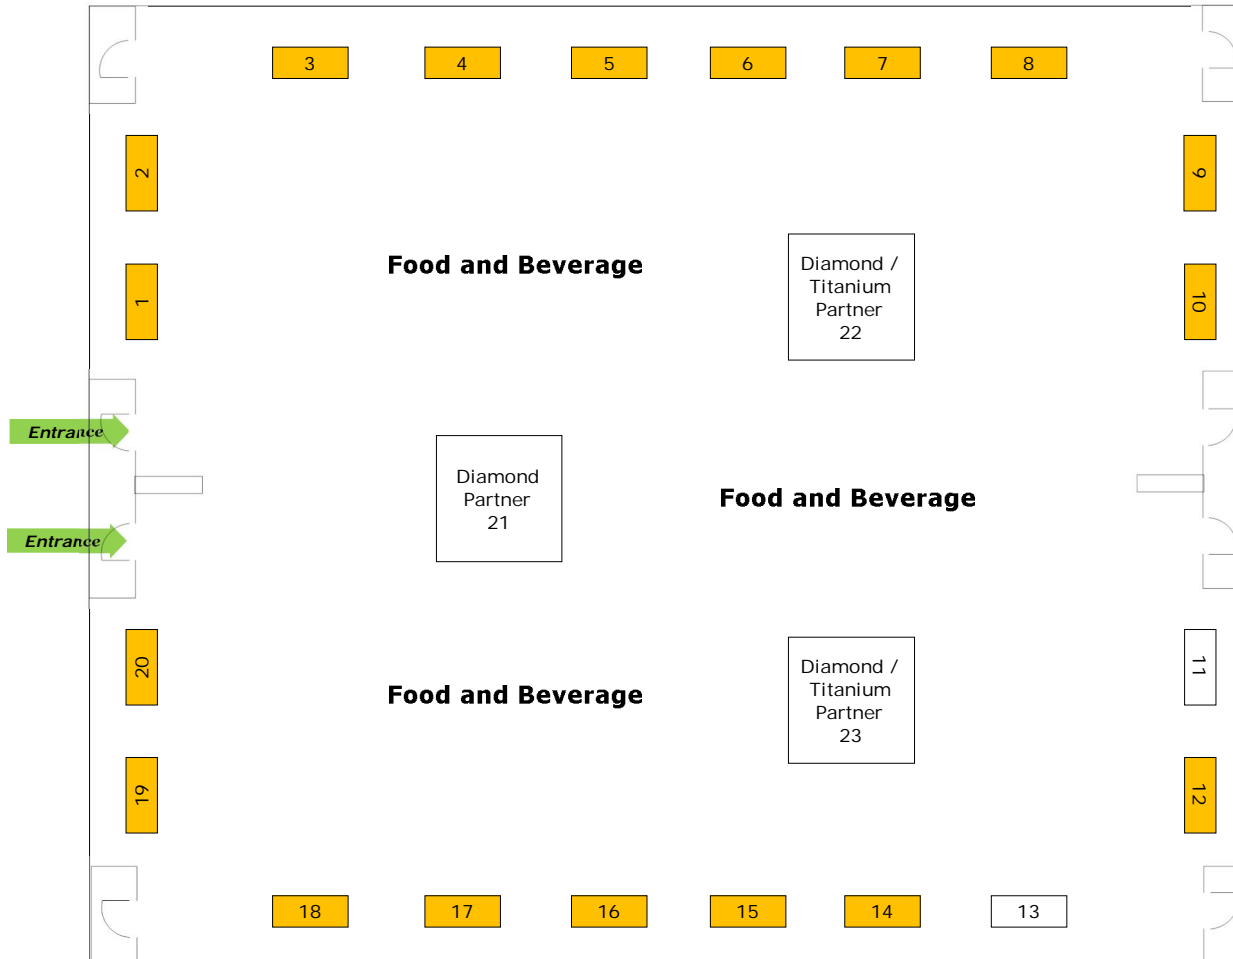 3
4
5
6
7
8
2
9
Food and Beverage
Diamond /
Titanium
Partner
22
1
10
Entrance
Diamond
Partner
21
Food and Beverage
Entrance
20
Food and Beverage
Diamond /
Titanium
Partner
23
11
19
12
18
17
16
15
14
13